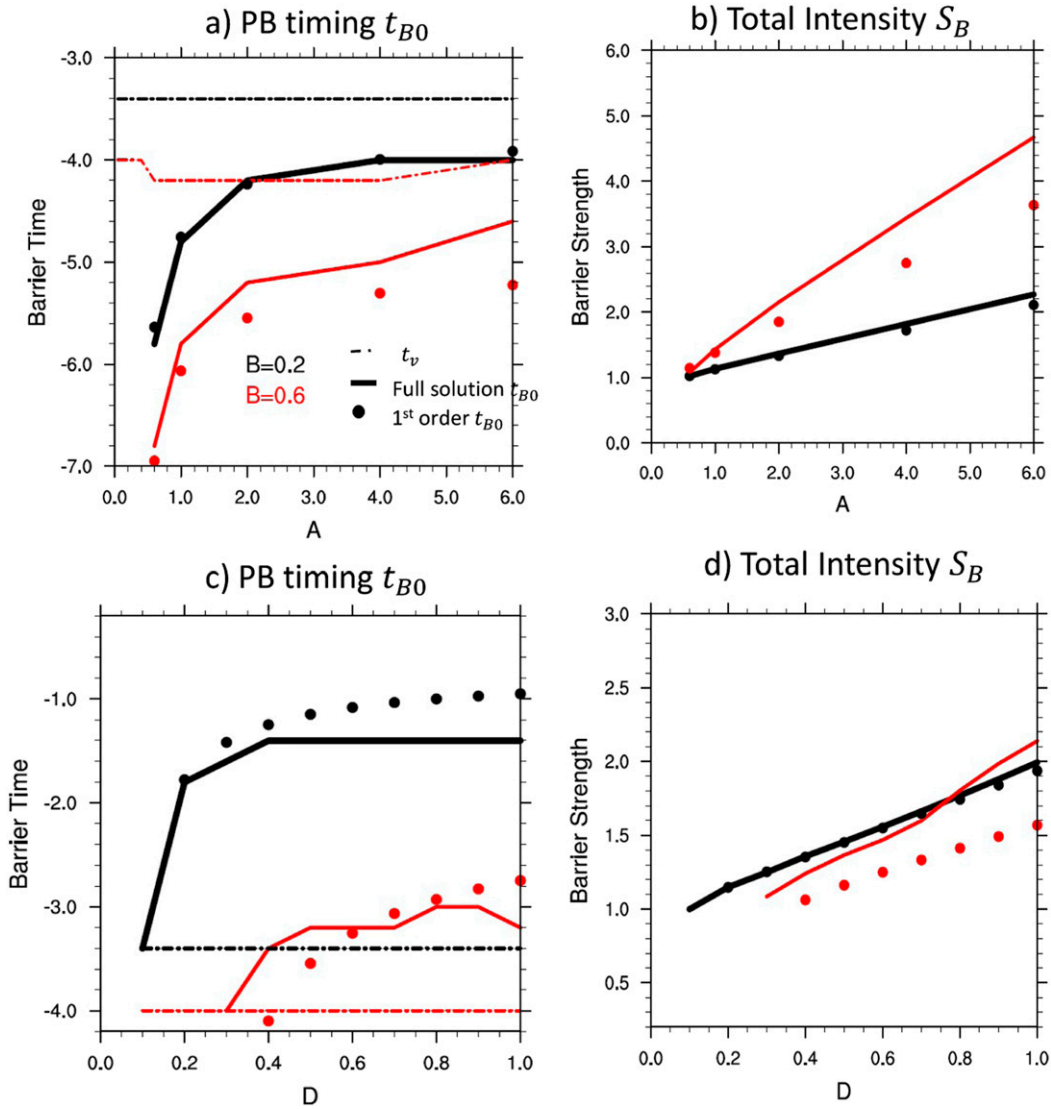 a) PB timing t_{B0}
-3.0
-4.0
-5.0
-6.0
-7.0
Barrier Time
B=0.2
B=0.6
t_v
Full solution t_{B0}
1st order t_{B0}
0.0 1.0 2.0 3.0 4.0 5.0 6.0
A
b) Total Intensity S_B
6.0
5.0
4.0
3.0
2.0
1.0
0.0
Barrier Strength
0.0 1.0 2.0 3.0 4.0 5.0 6.0
A
c) PB timing t_{B0}
-1.0
-2.0
-3.0
-4.0
Barrier Time
0.0 0.2 0.4 0.6 0.8 1.0
D
d) Total Intensity S_B
3.0
2.5
2.0
1.5
1.0
0.5
Barrier Strength
0.0 0.2 0.4 0.6 0.8 1.0
D